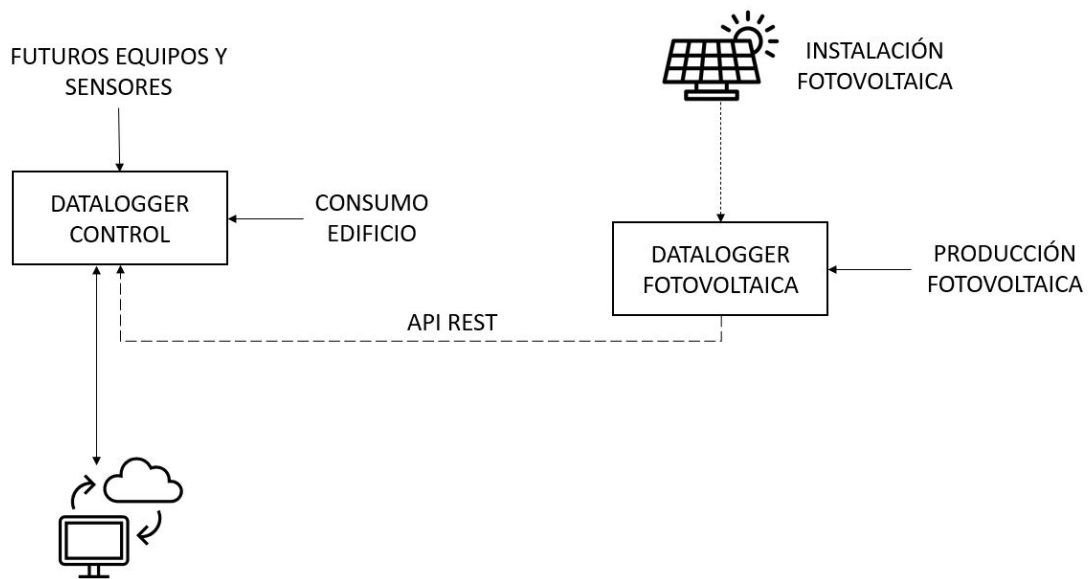 FUTUROS EQUIPOS Y
SENSORES
INSTALACIÓN
FOTOVOLTAICA
DATALOGGER
CONTROL
CONSUMO
EDIFICIO
DATALOGGER
FOTOVOLTAICA
PRODUCCIÓN
FOTOVOLTAICA
API REST